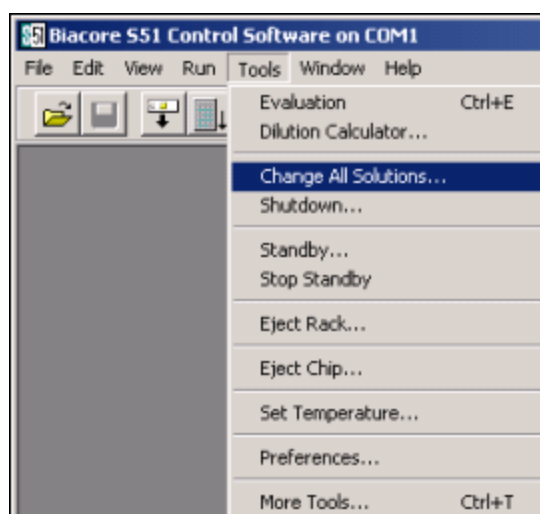 S51 Biacore S51 Control Software on COM1
File Edit View Run Tools Window Help
Evaluation Ctrl+E
Dilution Calculator...
Change All Solutions...
Shutdown...
Standby...
Stop Standby
Eject Rack...
Eject Chip...
Set Temperature...
Preferences...
More Tools... Ctrl+T